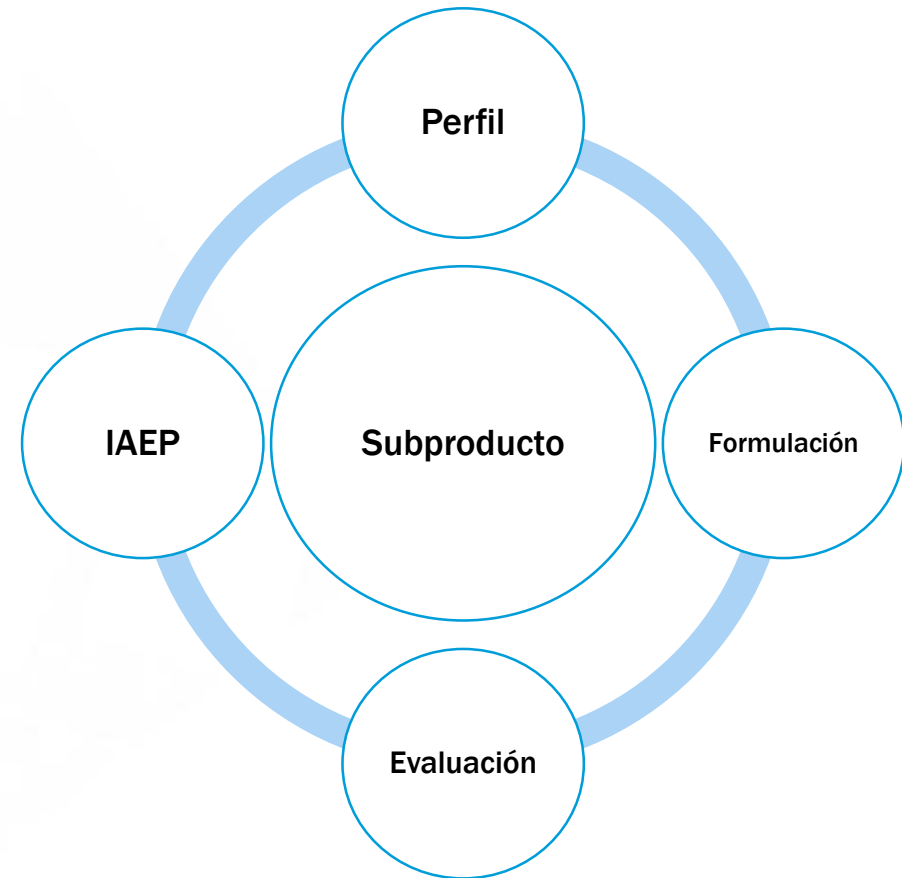 Perfil
IAEP
Subproducto
Formulación
Evaluación